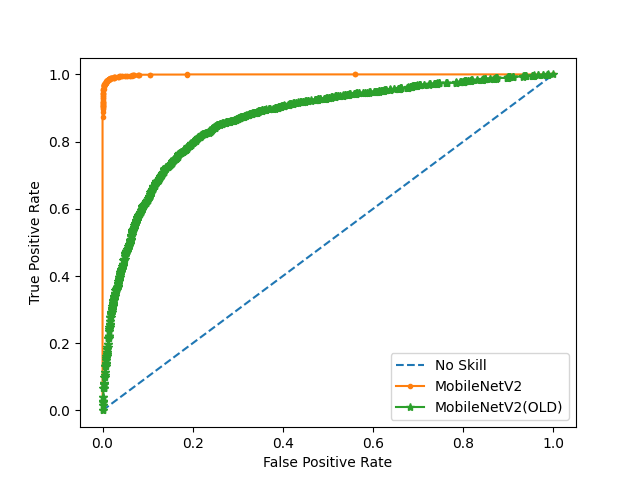 1.0
0.8
0.6
0.4
0.2
0.0
True Positive Rate
No Skill
MobileNetV2
MobileNetV2(OLD)
0.0 0.2 0.4 0.6 0.8 1.0
False Positive Rate